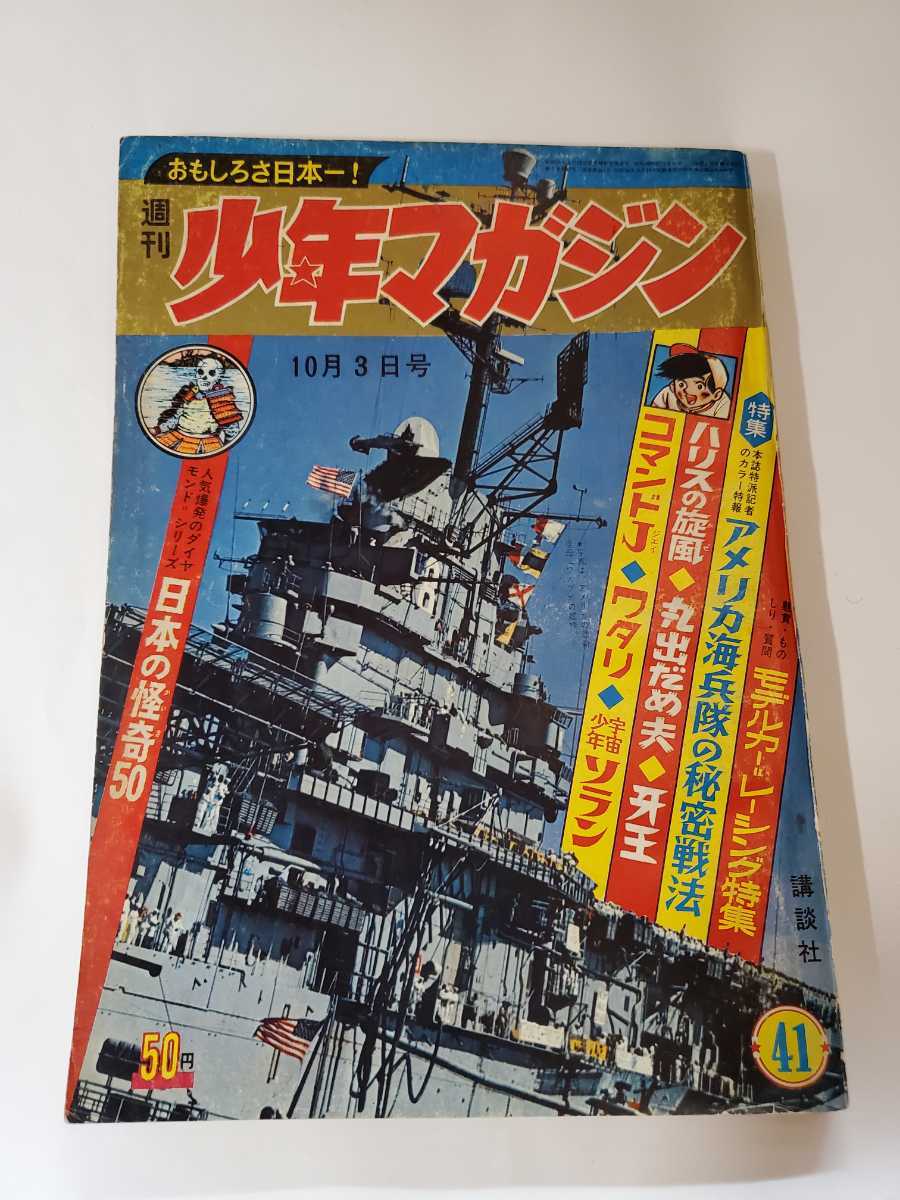 おもしろさ日本一!
週刊
少年マガジン
10月3日号
特集
本誌特派記者
のカラー特報
アメリカ海兵隊の秘密戦法
モデルカーレーシング特集
ハリスの旋風
ぜ
◆丸出だめ夫◆牙王
コマンドJ
ジェイ
◆ワタリ◆
宇宙
少年
ソラン
人気爆発のダイヤ
モンド"シリーズ
日本の怪奇50
講談社
50円
41